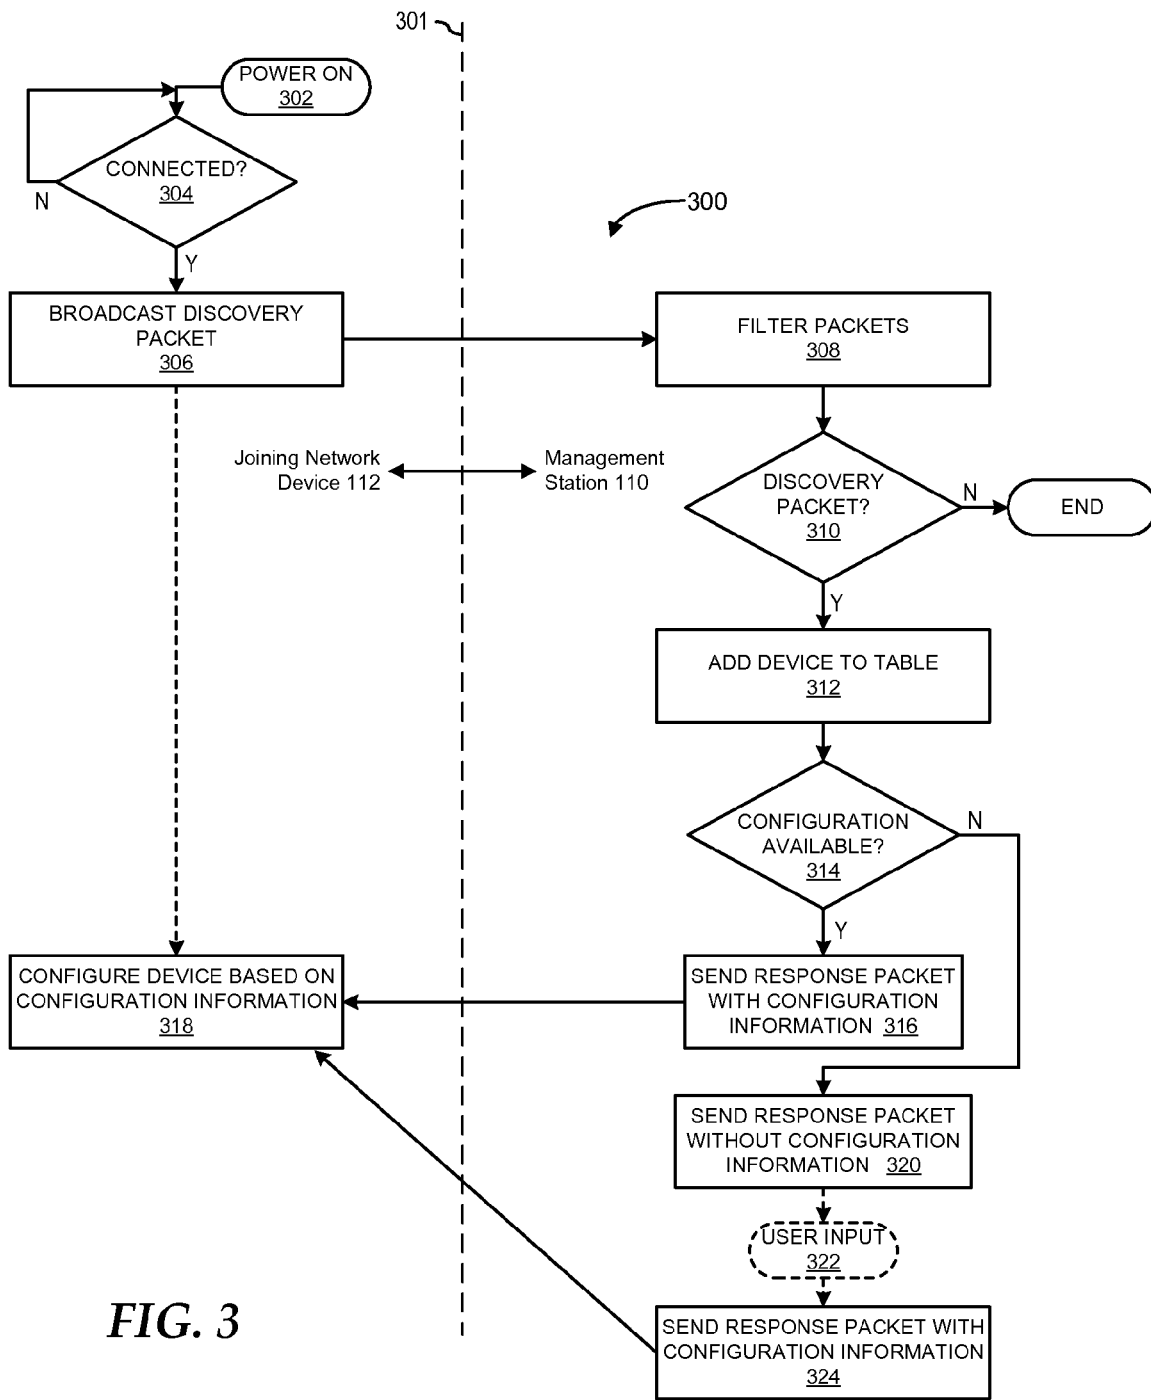 301
POWER ON
302
CONNECTED?
304
N
Y
300
BROADCAST DISCOVERY
PACKET
306
FILTER PACKETS
308
Joining Network
Device 112
Management
Station 110
DISCOVERY
PACKET?
310
N
END
Y
ADD DEVICE TO TABLE
312
CONFIGURATION
AVAILABLE?
314
N
Y
CONFIGURE DEVICE BASED ON
CONFIGURATION INFORMATION
318
SEND RESPONSE PACKET
WITH CONFIGURATION
INFORMATION 316
SEND RESPONSE PACKET
WITHOUT CONFIGURATION
INFORMATION 320
USER INPUT
322
SEND RESPONSE PACKET WITH
CONFIGURATION INFORMATION
324
FIG. 3